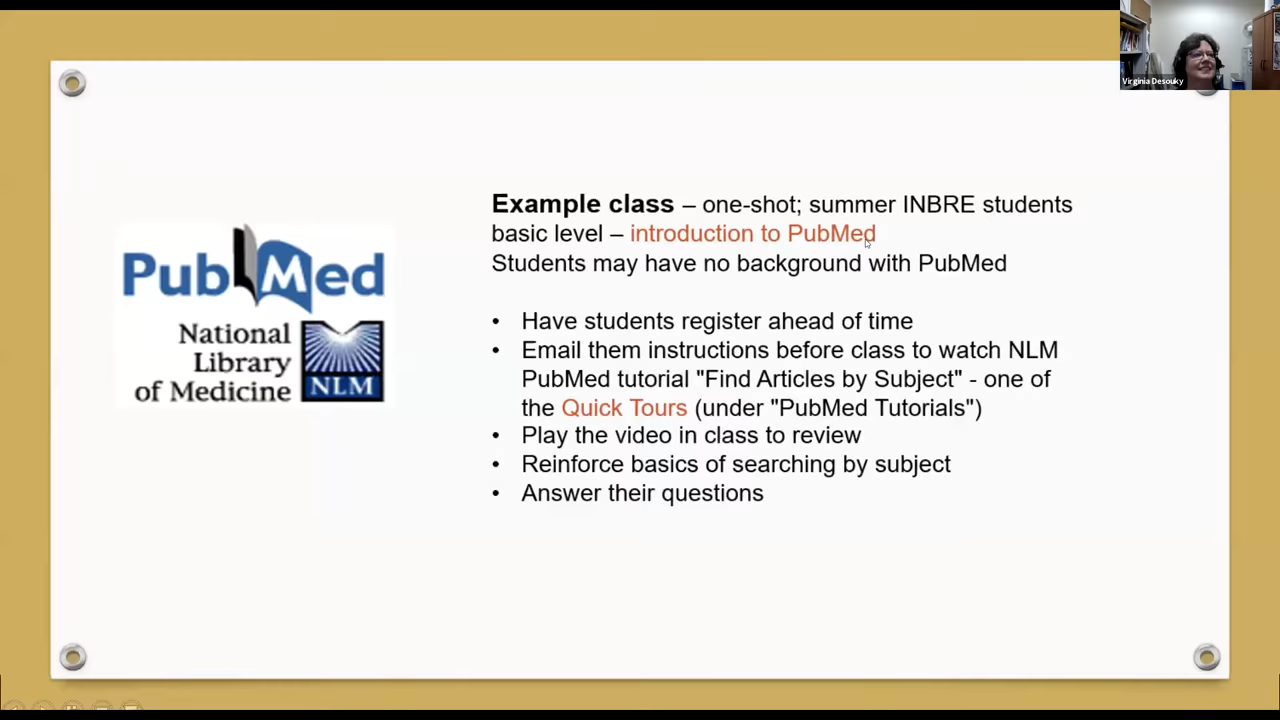 Virginia Desouky
PubMed
National
Library
of Medicine
NLM
Example class – one-shot; summer INBRE students
basic level – introduction to PubMed
Students may have no background with PubMed
• Have students register ahead of time
• Email them instructions before class to watch NLM
PubMed tutorial "Find Articles by Subject" - one of
the Quick Tours (under "PubMed Tutorials")
• Play the video in class to review
• Reinforce basics of searching by subject
• Answer their questions